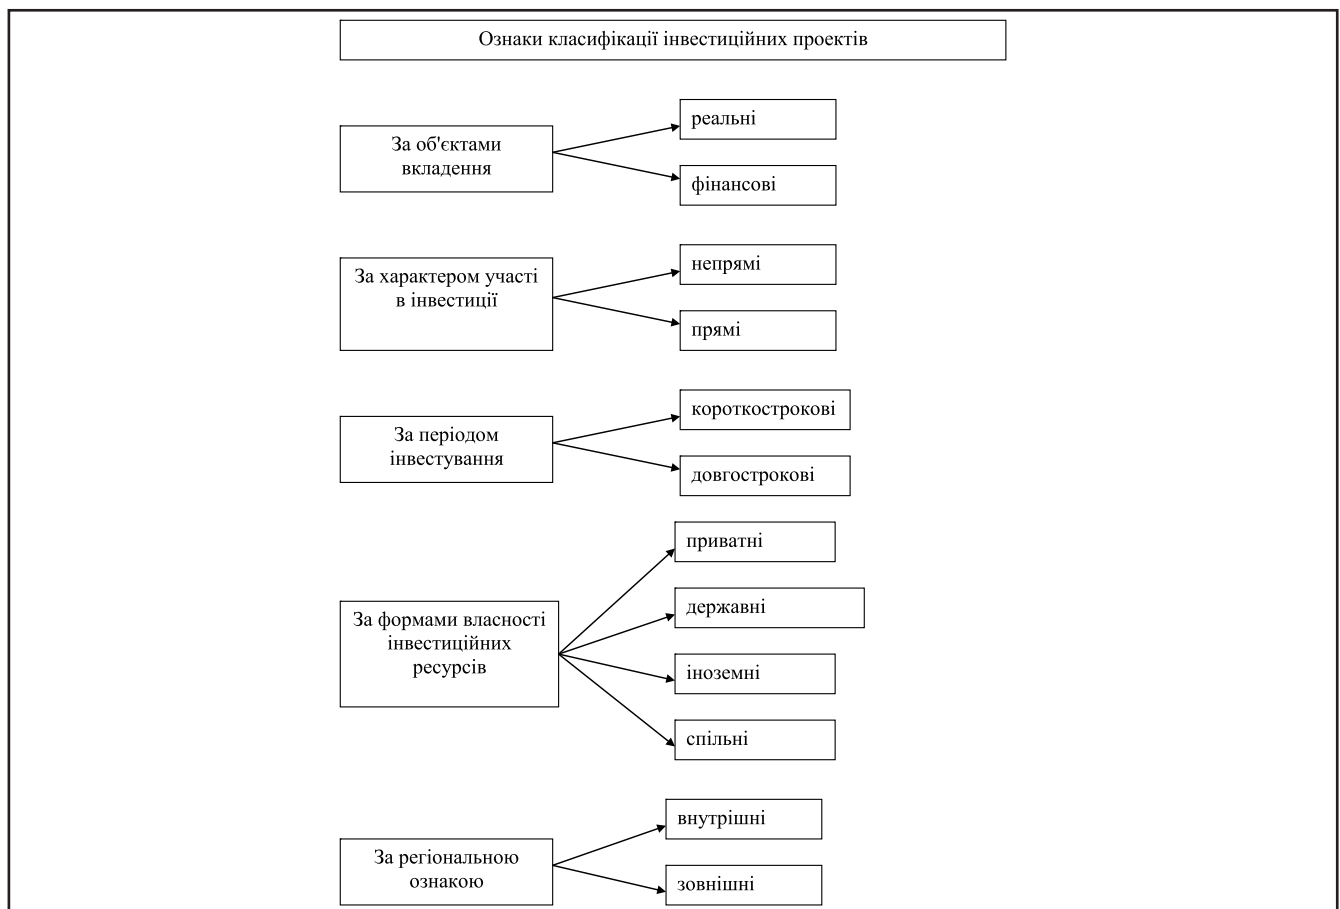 Ознаки класифікації інвестиційних проектів
За об'єктами
вкладення
реальні
фінансові
За характером участі
в інвестиції
непрямі
прямі
За періодом
інвестування
короткострокові
довгострокові
За формами власності
інвестиційних
ресурсів
приватні
державні
іноземні
спільні
За регіональною
ознакою
внутрішні
зовнішні